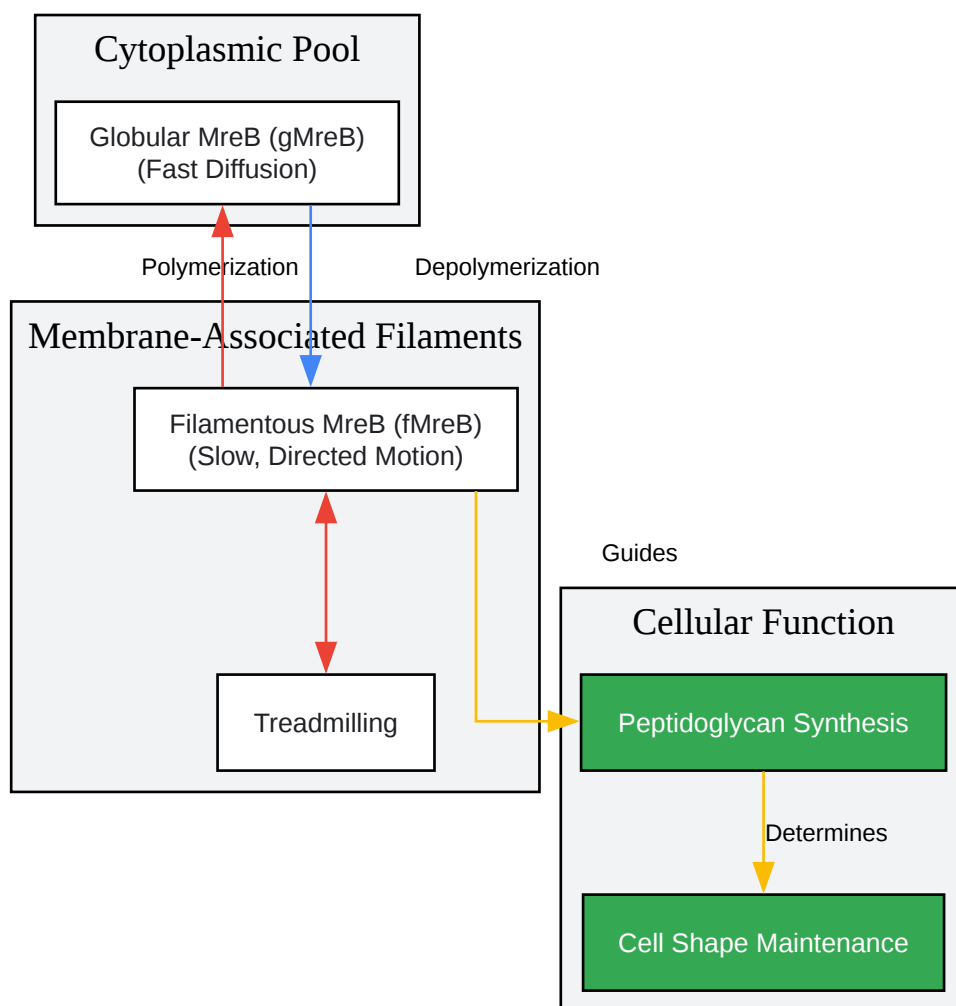 Cytoplasmic Pool
Globular MreB (gMreB)
(Fast Diffusion)
Polymerization
Depolymerization
Membrane-Associated Filaments
Filamentous MreB (fMreB)
(Slow, Directed Motion)
Guides
Cellular Function
Treadmilling
Peptidoglycan Synthesis
Determines
Cell Shape Maintenance